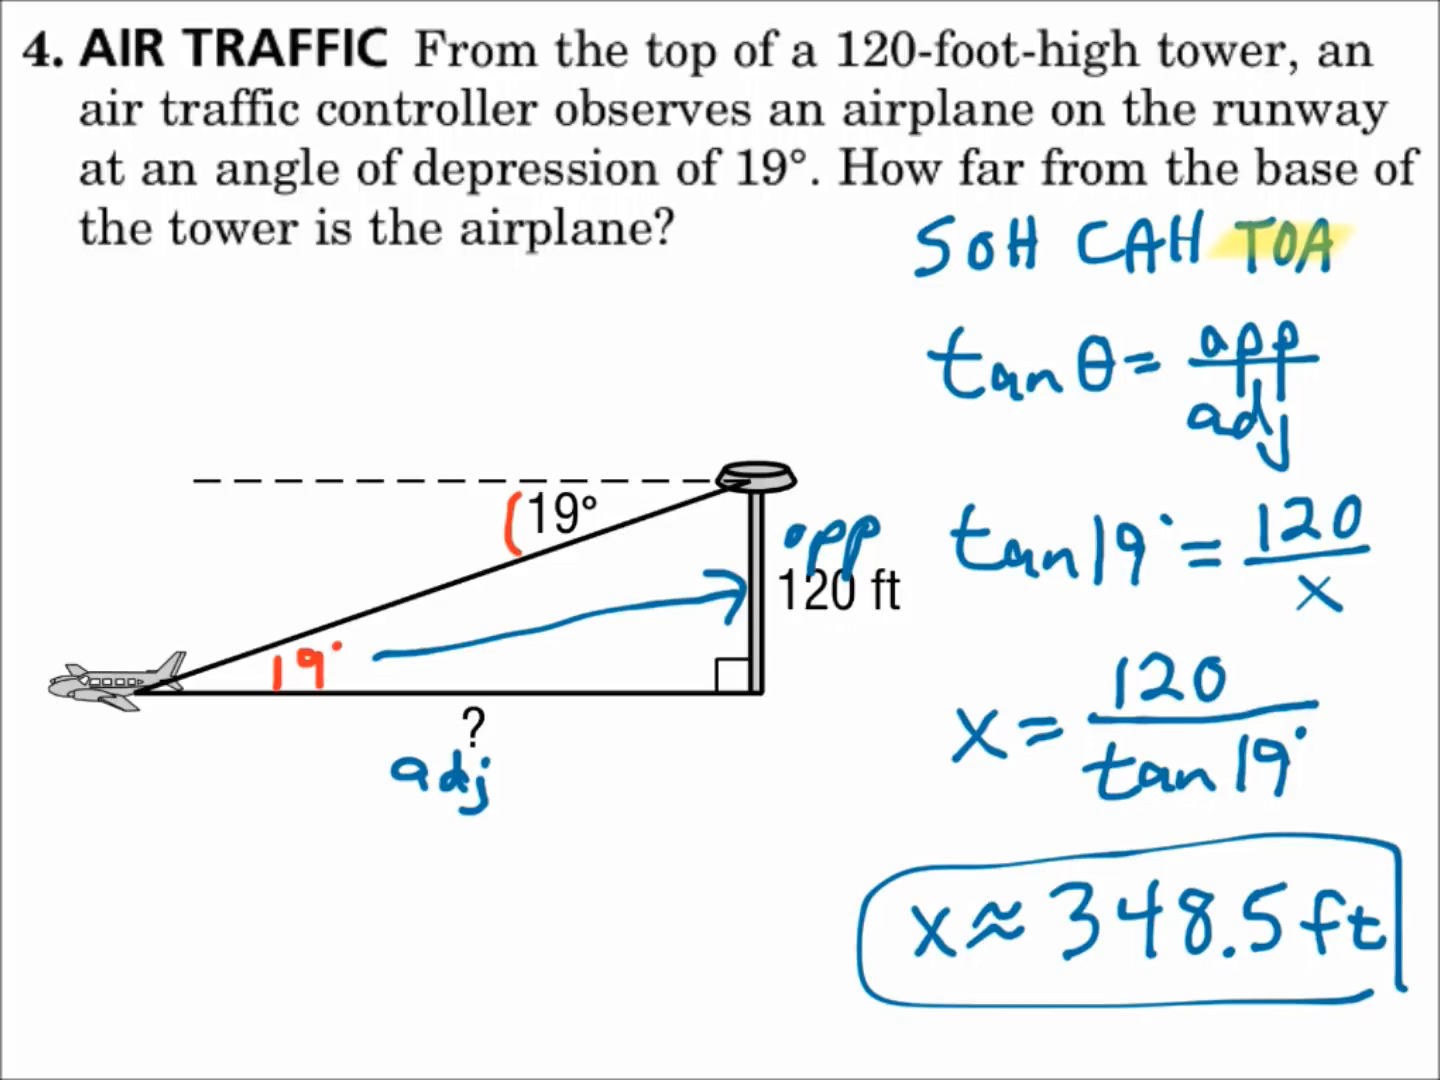 4. AIR TRAFFIC From the top of a 120-foot-high tower, an
air traffic controller observes an airplane on the runway
at an angle of depression of 19°. How far from the base of
the tower is the airplane?
SOH CAH TOA
tan θ = opp
adj
(19°
opp
120 ft
tan 19° = 120
x
19°
?
adj
x = 120
tan 19°
x ≈ 348.5 ft